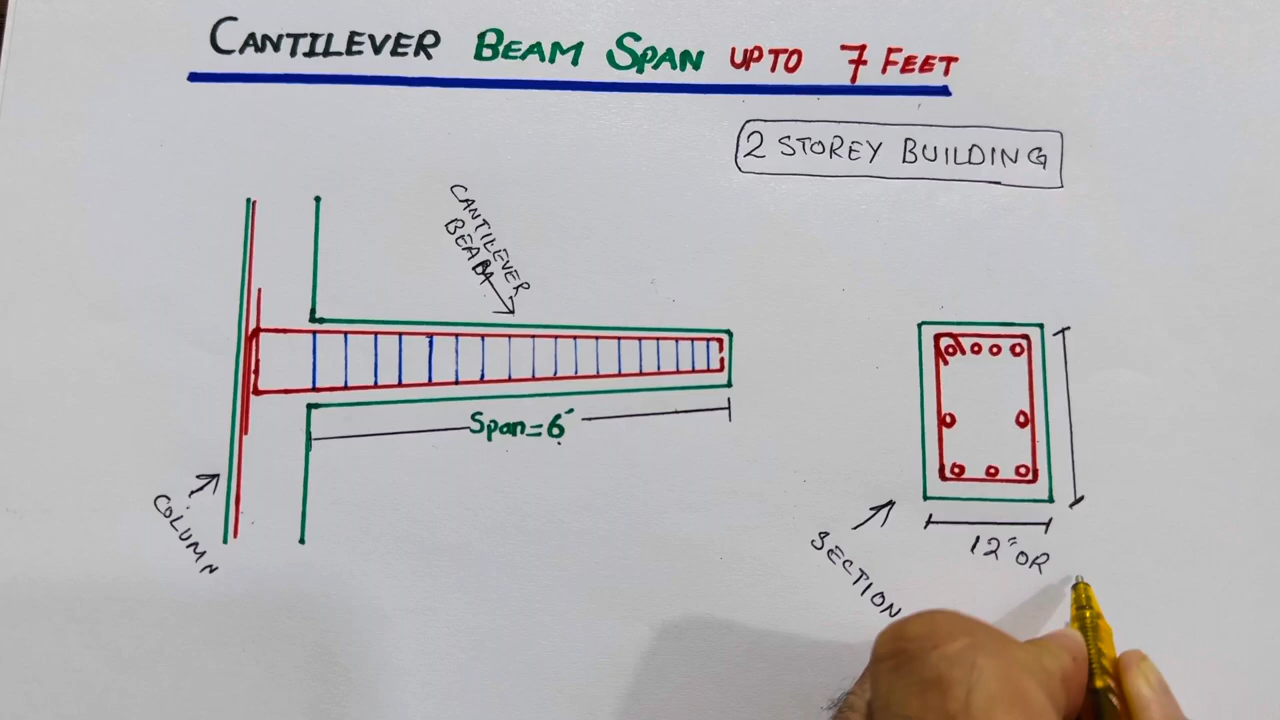 CANTILEVER BEAM SPAN UPTO 7 FEET
2 STOREY BUILDING
CANTILEVER
BEAM
Span=6'
COLUMN
SECTION
12" OR